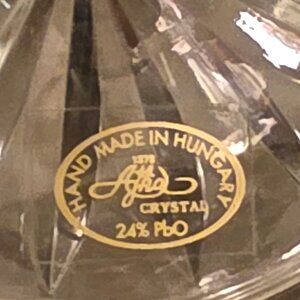 HAND MADE IN HUNGARY
1878
Ajka
CRYSTAL
24% PbO